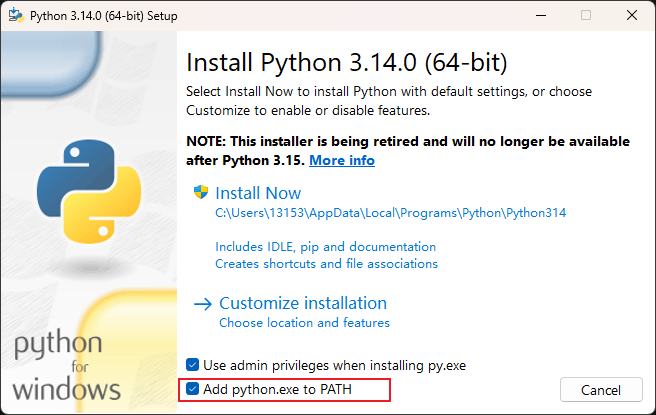 Python 3.14.0 (64-bit) Setup
Install Python 3.14.0 (64-bit)
Select Install Now to install Python with default settings, or choose
Customize to enable or disable features.
NOTE: This installer is being retired and will no longer be available
after Python 3.15. More info
Install Now
C:\Users\13153\AppData\Local\Programs\Python\Python314
Includes IDLE, pip and documentation
Creates shortcuts and file associations
Customize installation
Choose location and features
python
for
windows
Use admin privileges when installing py.exe
Add python.exe to PATH
Cancel